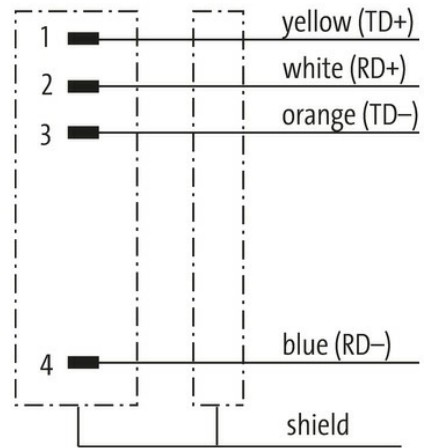 1 yellow (TD+)
2 white (RD+)
3 orange (TD–)
4 blue (RD–)
shield